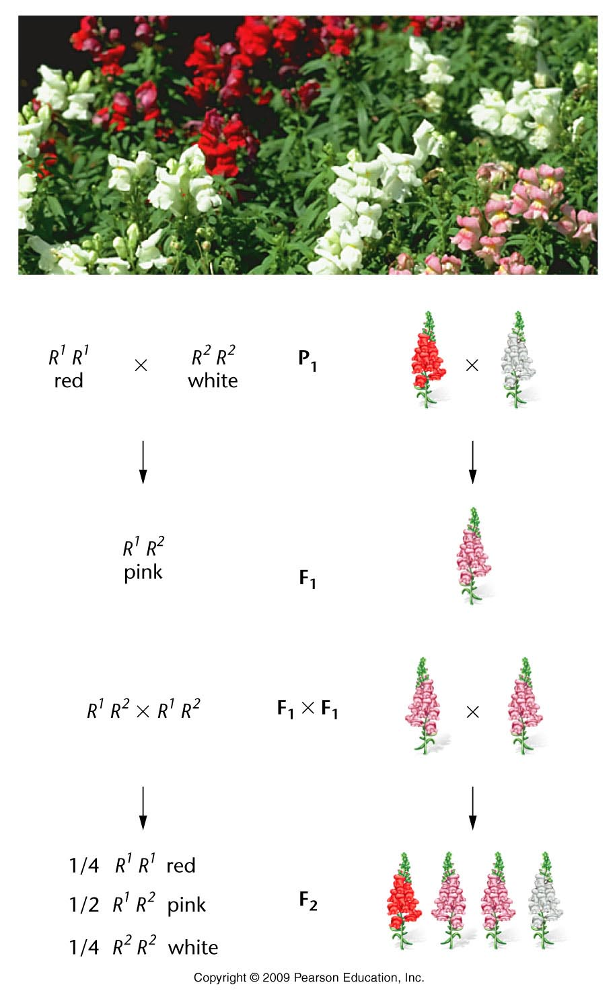 R¹ R¹ × R² R² P₁ ×
red white
R¹ R²
pink
F₁
R¹ R² × R¹ R² F₁ × F₁ ×
1/4 R¹ R¹ red
1/2 R¹ R² pink F₂
1/4 R² R² white
Copyright © 2009 Pearson Education, Inc.